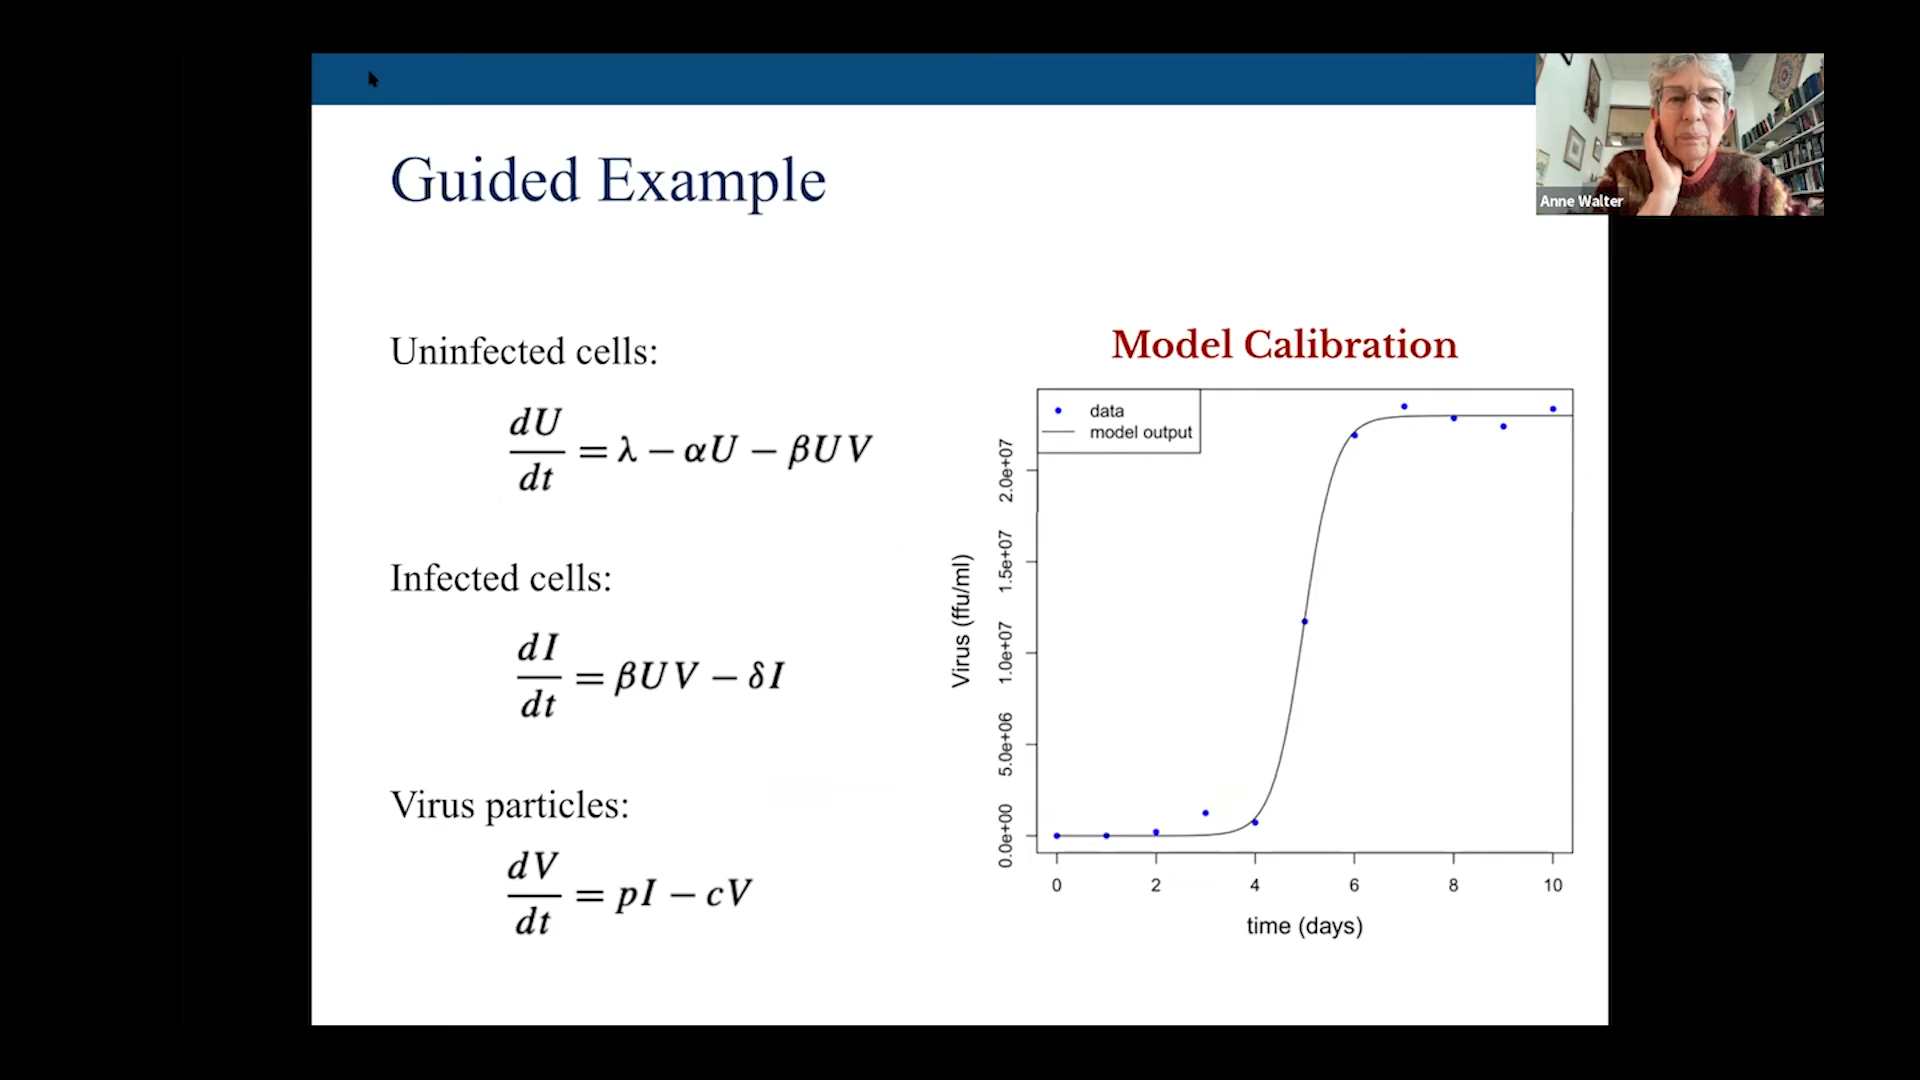 Anne Walter
Guided Example
Uninfected cells:
dU/dt = λ − αU − βUV
Infected cells:
dI/dt = βUV − δI
Virus particles:
dV/dt = pI − cV
Model Calibration
data
model output
Virus (ffu/ml)
2.0e+07
1.5e+07
1.0e+07
5.0e+06
0.0e+00
0 2 4 6 8 10
time (days)